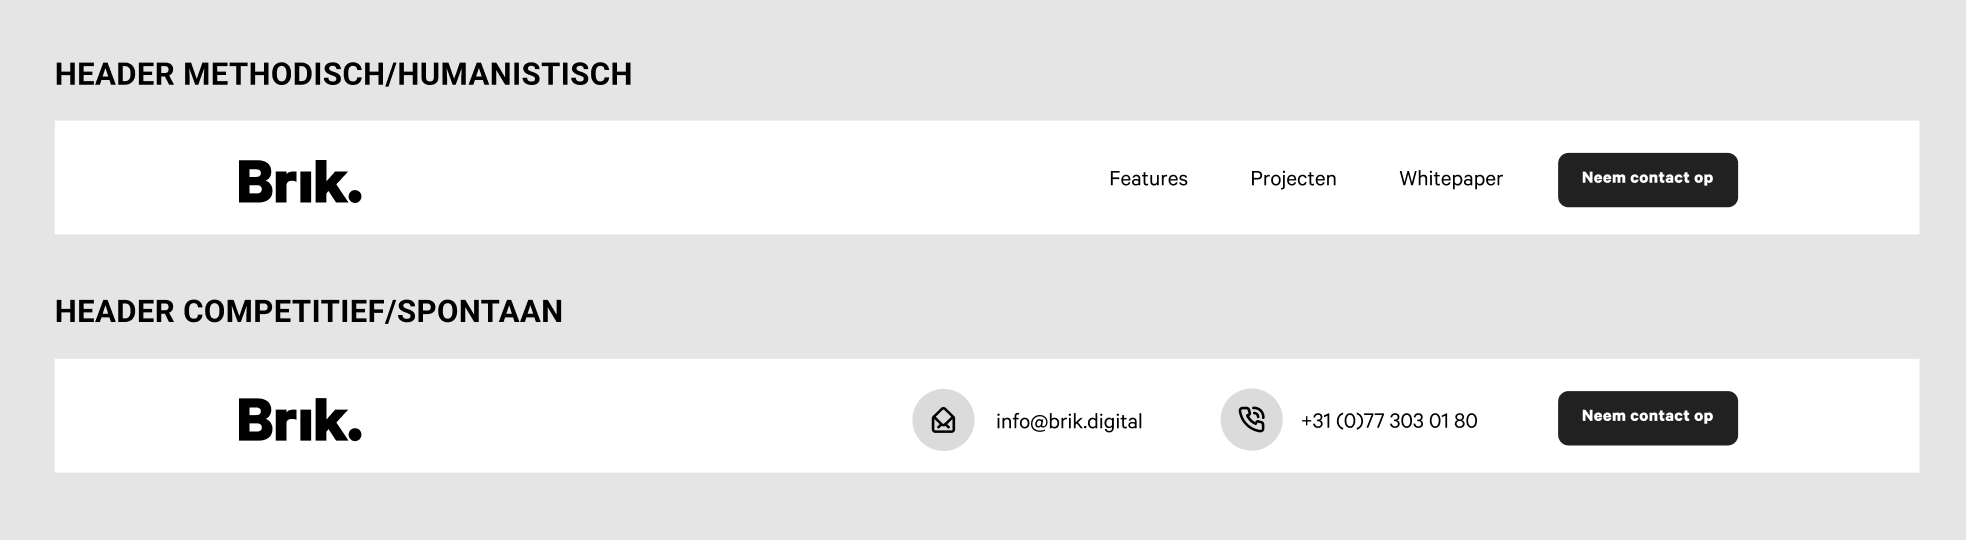 HEADER METHODISCH/HUMANISTISCH
Brik. Features Projecten Whitepaper Neem contact op
HEADER COMPETITIEF/SPONTAAN
Brik. info@brik.digital +31 (0)77 303 01 80 Neem contact op